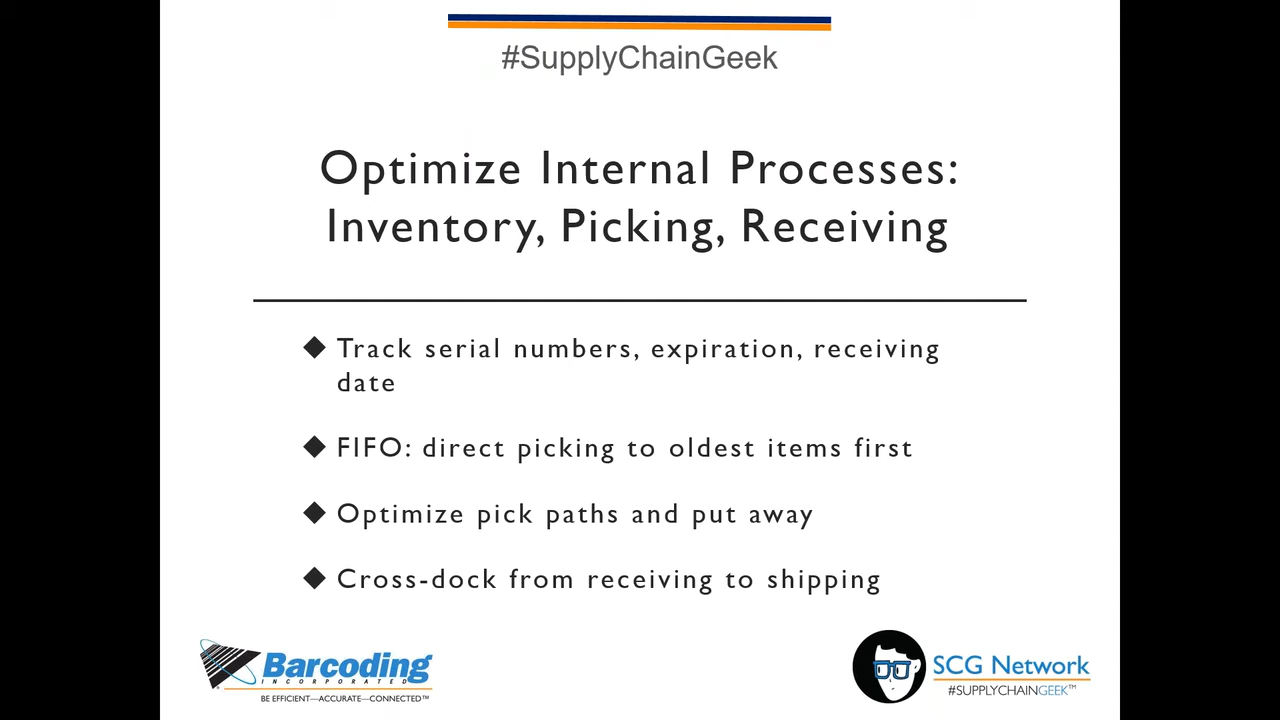 #SupplyChainGeek
Optimize Internal Processes:
Inventory, Picking, Receiving
◆ Track serial numbers, expiration, receiving
date
◆ FIFO: direct picking to oldest items first
◆ Optimize pick paths and put away
◆ Cross-dock from receiving to shipping
Barcoding
INCORPORATED
BE EFFICIENT—ACCURATE—CONNECTED™
SCG Network
#SUPPLYCHAINGEEK™